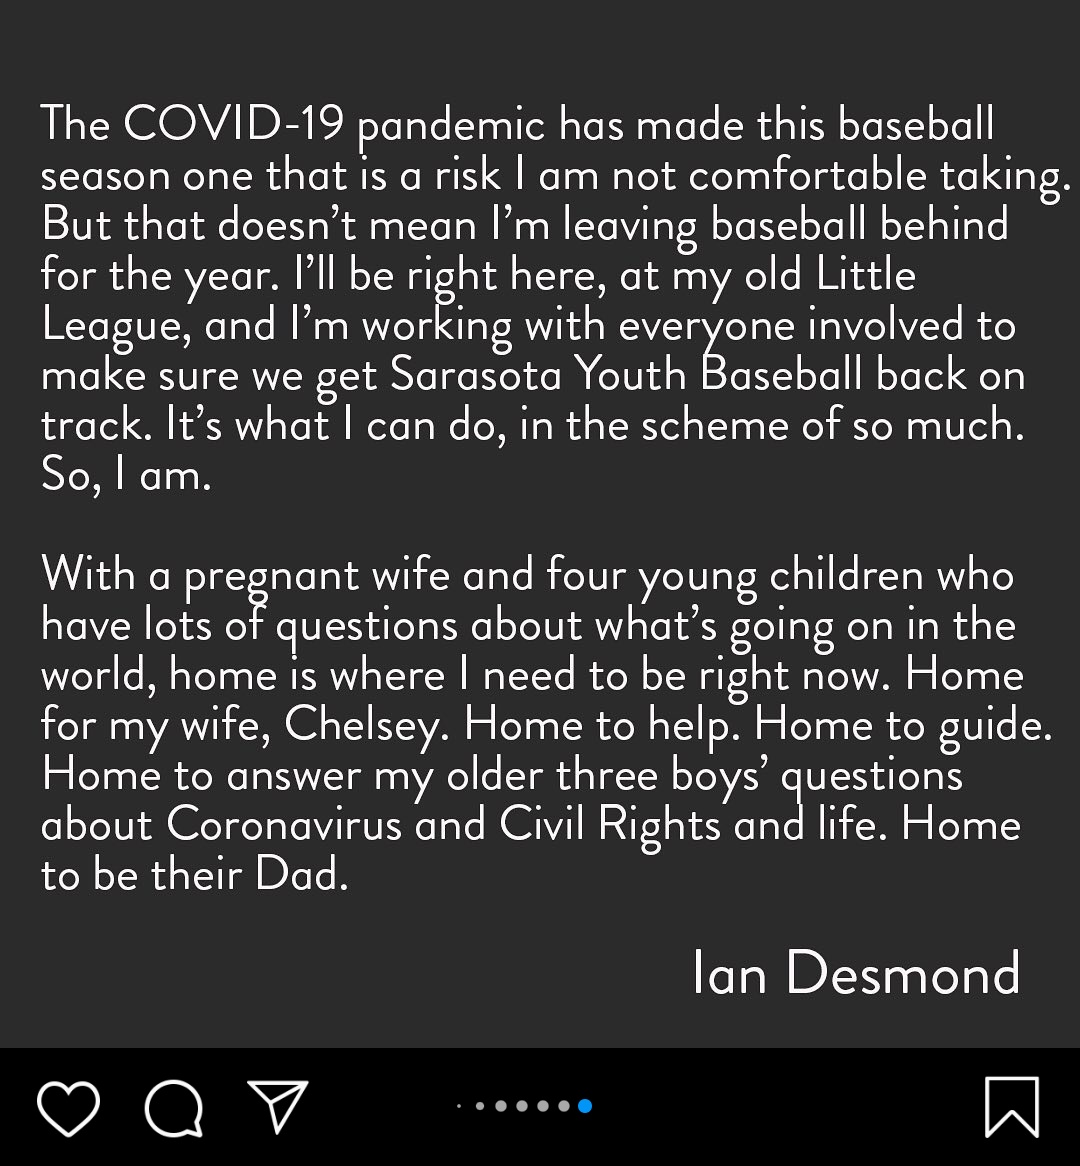 The COVID-19 pandemic has made this baseball
season one that is a risk I am not comfortable taking.
But that doesn’t mean I’m leaving baseball behind
for the year. I’ll be right here, at my old Little
League, and I’m working with everyone involved to
make sure we get Sarasota Youth Baseball back on
track. It’s what I can do, in the scheme of so much.
So, I am.
With a pregnant wife and four young children who
have lots of questions about what’s going on in the
world, home is where I need to be right now. Home
for my wife, Chelsey. Home to help. Home to guide.
Home to answer my older three boys’ questions
about Coronavirus and Civil Rights and life. Home
to be their Dad.
Ian Desmond